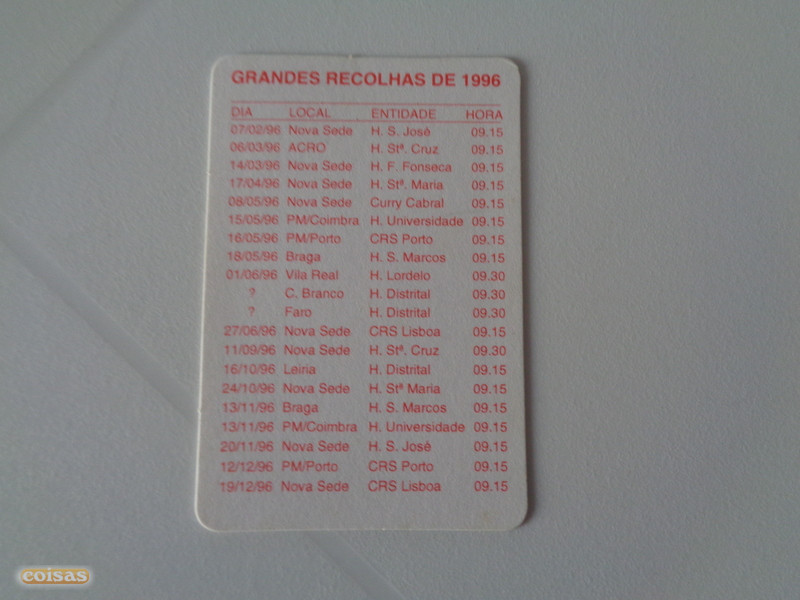 GRANDES RECOLHAS DE 1996
DIA LOCAL ENTIDADE HORA
07/02/96 Nova Sede H. S. José 09.15
06/03/96 ACRO H. Stª. Cruz 09.15
14/03/96 Nova Sede H. F. Fonseca 09.15
17/04/96 Nova Sede H. Stª. Maria 09.15
08/05/96 Nova Sede Curry Cabral 09.15
15/05/96 PM/Coimbra H. Universidade 09.15
16/05/96 PM/Porto CRS Porto 09.15
18/05/96 Braga H. S. Marcos 09.15
01/06/96 Vila Real H. Lordelo 09.30
? C. Branco H. Distrital 09.30
? Faro H. Distrital 09.30
27/06/96 Nova Sede CRS Lisboa 09.15
11/09/96 Nova Sede H. Stª. Cruz 09.30
16/10/96 Leiria H. Distrital 09.15
24/10/96 Nova Sede H. Stª Maria 09.15
13/11/96 Braga H. S. Marcos 09.15
13/11/96 PM/Coimbra H. Universidade 09.15
20/11/96 Nova Sede H. S. José 09.15
12/12/96 PM/Porto CRS Porto 09.15
19/12/96 Nova Sede CRS Lisboa 09.15
coisas